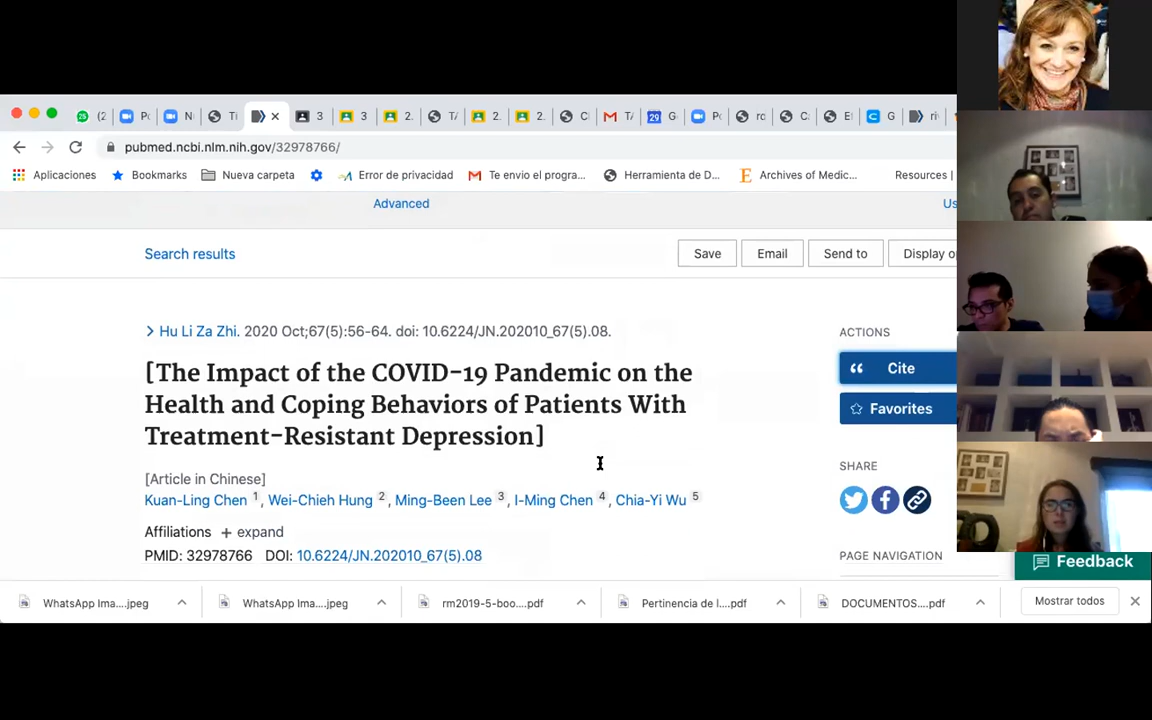 pubmed.ncbi.nlm.nih.gov/32978766/
Aplicaciones Bookmarks Nueva carpeta Error de privacidad Te envio el progra... Herramienta de D... Archives of Medic... Resources |
Advanced
Search results Save Email Send to
Hu Li Za Zhi. 2020 Oct;67(5):56-64. doi: 10.6224/JN.202010_67(5).08.
[The Impact of the COVID-19 Pandemic on the
Health and Coping Behaviors of Patients With
Treatment-Resistant Depression]
[Article in Chinese]
Kuan-Ling Chen 1, Wei-Chieh Hung 2, Ming-Been Lee 3, I-Ming Chen 4, Chia-Yi Wu 5
Affiliations + expand
PMID: 32978766 DOI: 10.6224/JN.202010_67(5).08
ACTIONS
Cite
Favorites
SHARE
PAGE NAVIGATION
Feedback
WhatsApp Ima....jpeg WhatsApp Ima....jpeg rm2019-5-boo....pdf Pertinencia de l....pdf DOCUMENTOS....pdf Mostrar todos